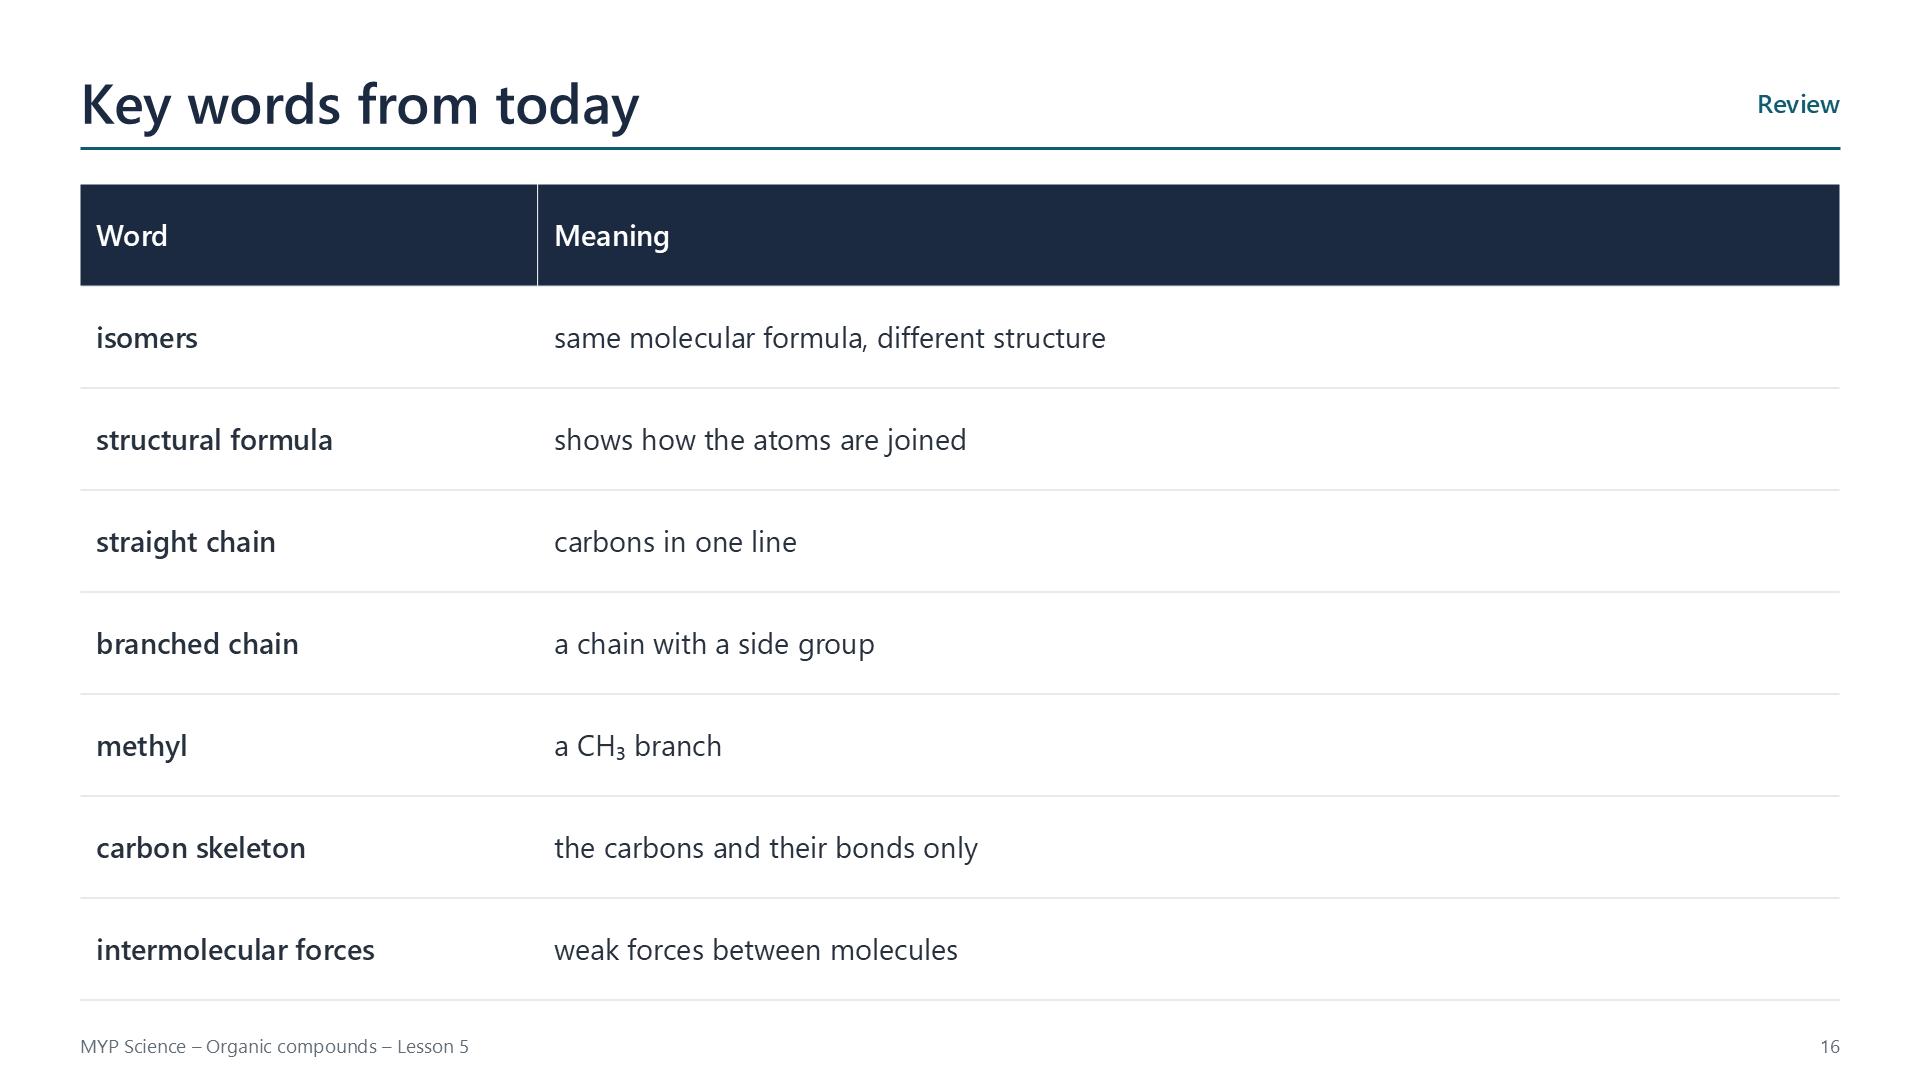 Key words from today
Review
Word Meaning
isomers same molecular formula, different structure
structural formula shows how the atoms are joined
straight chain carbons in one line
branched chain a chain with a side group
methyl a CH₃ branch
carbon skeleton the carbons and their bonds only
intermolecular forces weak forces between molecules
MYP Science – Organic compounds – Lesson 5
16